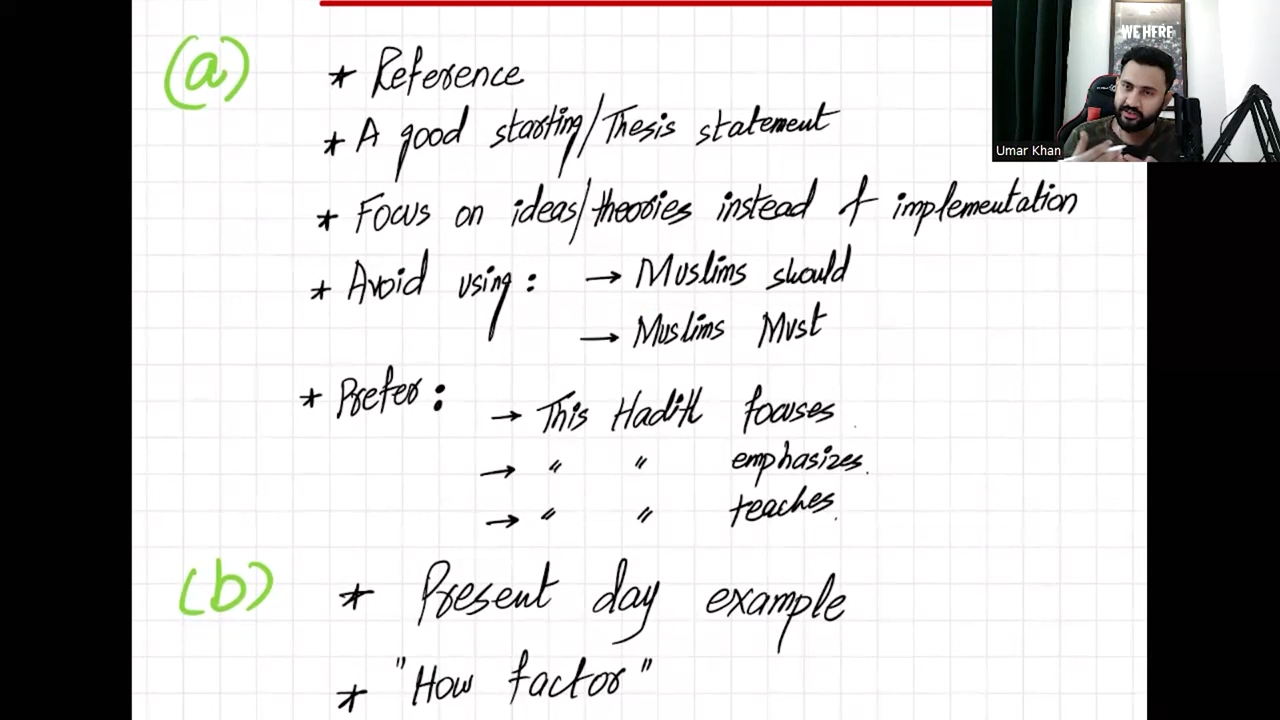 WE HERE
Umar Khan
(a)
* Reference
* A good starting/Thesis statement
* Focus on ideas/theories instead of implementation
* Avoid using: → Muslims should
→ Muslims Must
* Prefer: → This Hadith focuses
→ " " emphasizes.
→ " " teaches.
(b) * Present day example
* "How factor"